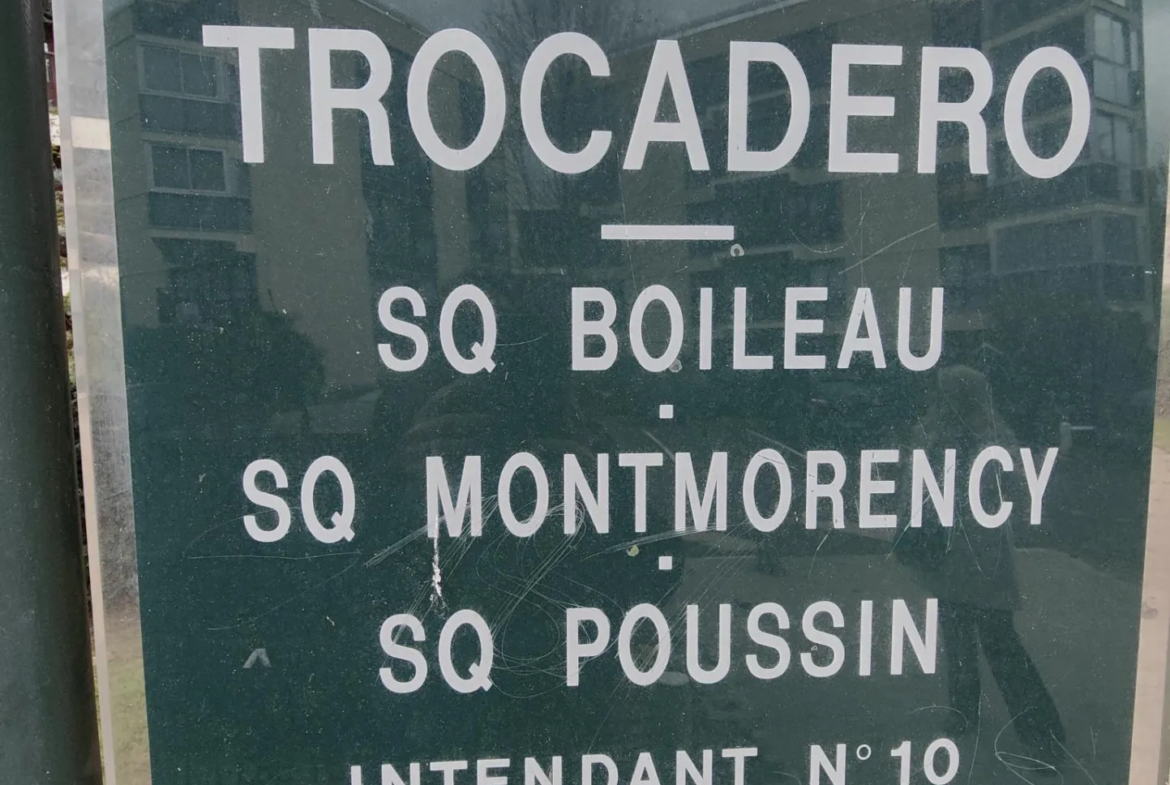 TROCADERO
SQ BOILEAU
SQ MONTMORENCY
SQ POUSSIN
INTENDANT N°10